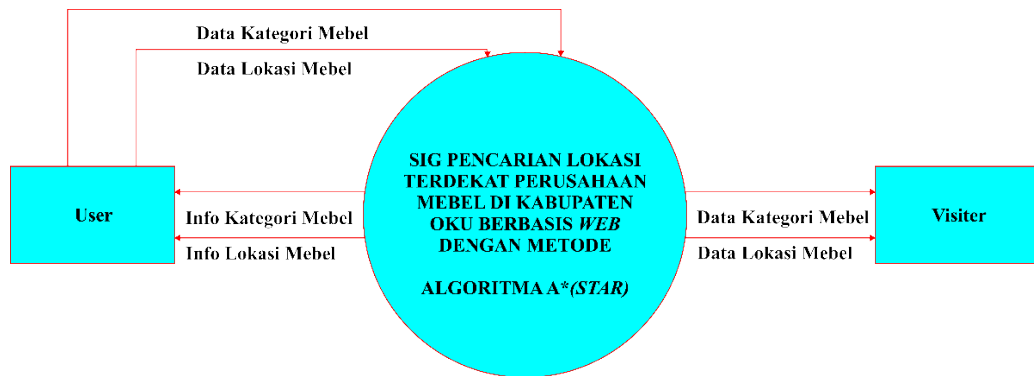 Data Kategori Mebel
Data Lokasi Mebel
User
Info Kategori Mebel
Info Lokasi Mebel
SIG PENCARIAN LOKASI
TERDEKAT PERUSAHAAN
MEBEL DI KABUPATEN
OKU BERBASIS WEB
DENGAN METODE
ALGORITMA A*(STAR)
Data Kategori Mebel
Data Lokasi Mebel
Visiter